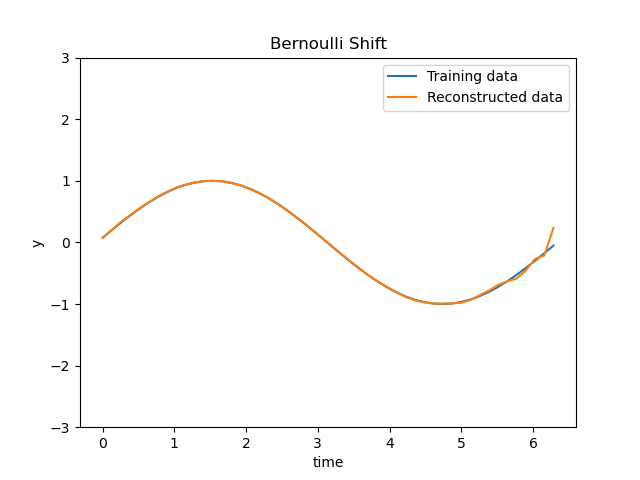 Bernoulli Shift
Training data
Reconstructed data
3
2
1
0
−1
−2
−3
y
0
1
2
3
4
5
6
time